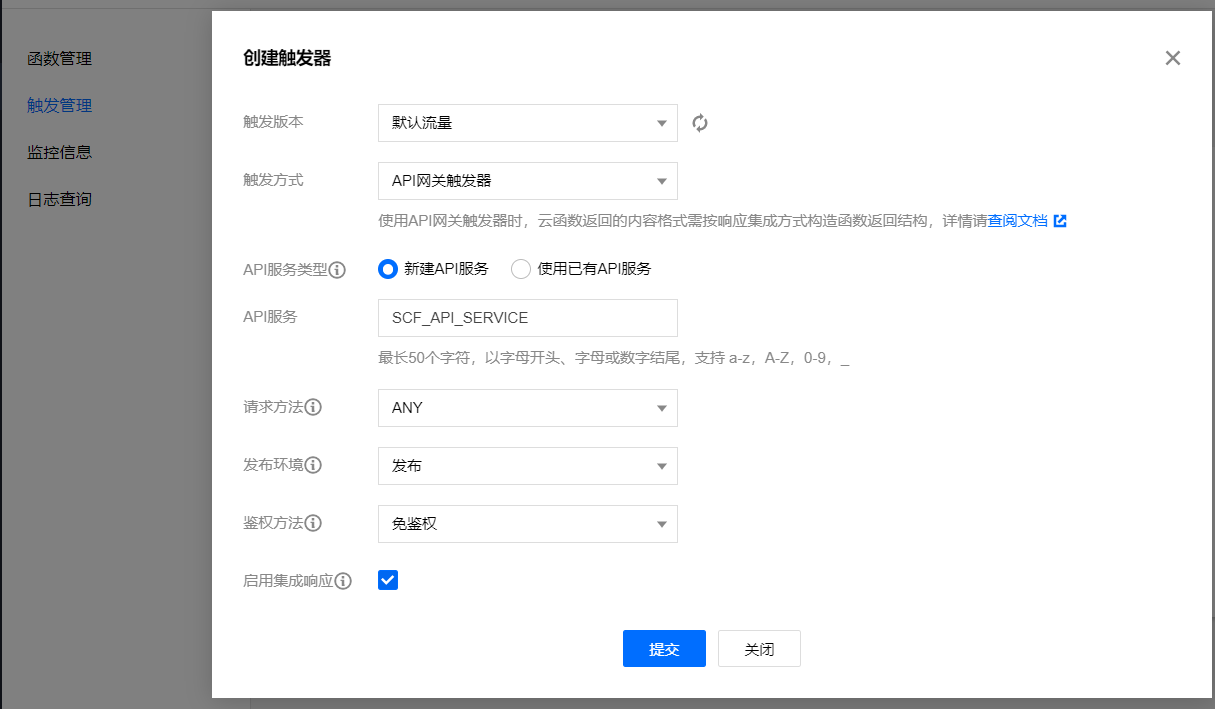 函数管理
触发管理
监控信息
日志查询
创建触发器
触发版本 默认流量
触发方式 API网关触发器
使用API网关触发器时，云函数返回的内容格式需按响应集成方式构造函数返回结构，详情请查阅文档
API服务类型 新建API服务 使用已有API服务
API服务 SCF_API_SERVICE
最长50个字符，以字母开头、字母或数字结尾，支持 a-z，A-Z，0-9，_
请求方法 ANY
发布环境 发布
鉴权方法 免鉴权
启用集成响应
提交 关闭